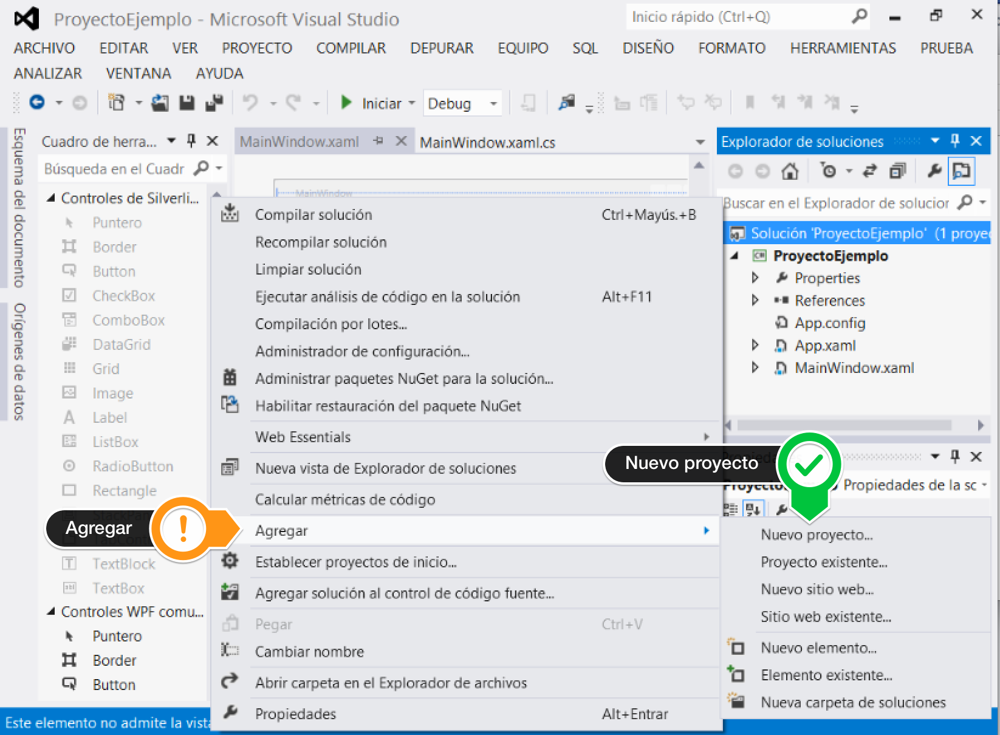 ProyectoEjemplo - Microsoft Visual Studio
Inicio rápido (Ctrl+Q)
ARCHIVO EDITAR VER PROYECTO COMPILAR DEPURAR EQUIPO SQL DISEÑO FORMATO HERRAMIENTAS PRUEBA
ANALIZAR VENTANA AYUDA
Iniciar Debug
Esquema del documento
Orígenes de datos
Cuadro de herra...
Búsqueda en el Cuadr
Controles de Silverli...
Puntero
Border
Button
CheckBox
ComboBox
DataGrid
Grid
Image
Label
ListBox
RadioButton
Rectangle
StackPan
TabCont
TextBlock
TextBox
Controles WPF comu...
Puntero
Border
Button
MainWindow.xaml
MainWindow.xaml.cs
MainWindow
Compilar solución Ctrl+Mayús.+B
Recompilar solución
Limpiar solución
Ejecutar análisis de código en la solución Alt+F11
Compilación por lotes...
Administrador de configuración...
Administrar paquetes NuGet para la solución...
Habilitar restauración del paquete NuGet
Web Essentials
Nueva vista de Explorador de soluciones
Calcular métricas de código
Agregar
Agregar
Establecer proyectos de inicio...
Agregar solución al control de código fuente...
Pegar Ctrl+V
Cambiar nombre
Abrir carpeta en el Explorador de archivos
Propiedades Alt+Entrar
Explorador de soluciones
Buscar en el Explorador de solucior
Solución 'ProyectoEjemplo' (1 proye
ProyectoEjemplo
Properties
References
App.config
App.xaml
MainWindow.xaml
Nuevo proyecto
Propiedades de la sc
Nuevo proyecto...
Proyecto existente...
Nuevo sitio web...
Sitio web existente...
Nuevo elemento...
Elemento existente...
Nueva carpeta de soluciones
Este elemento no admite la vist